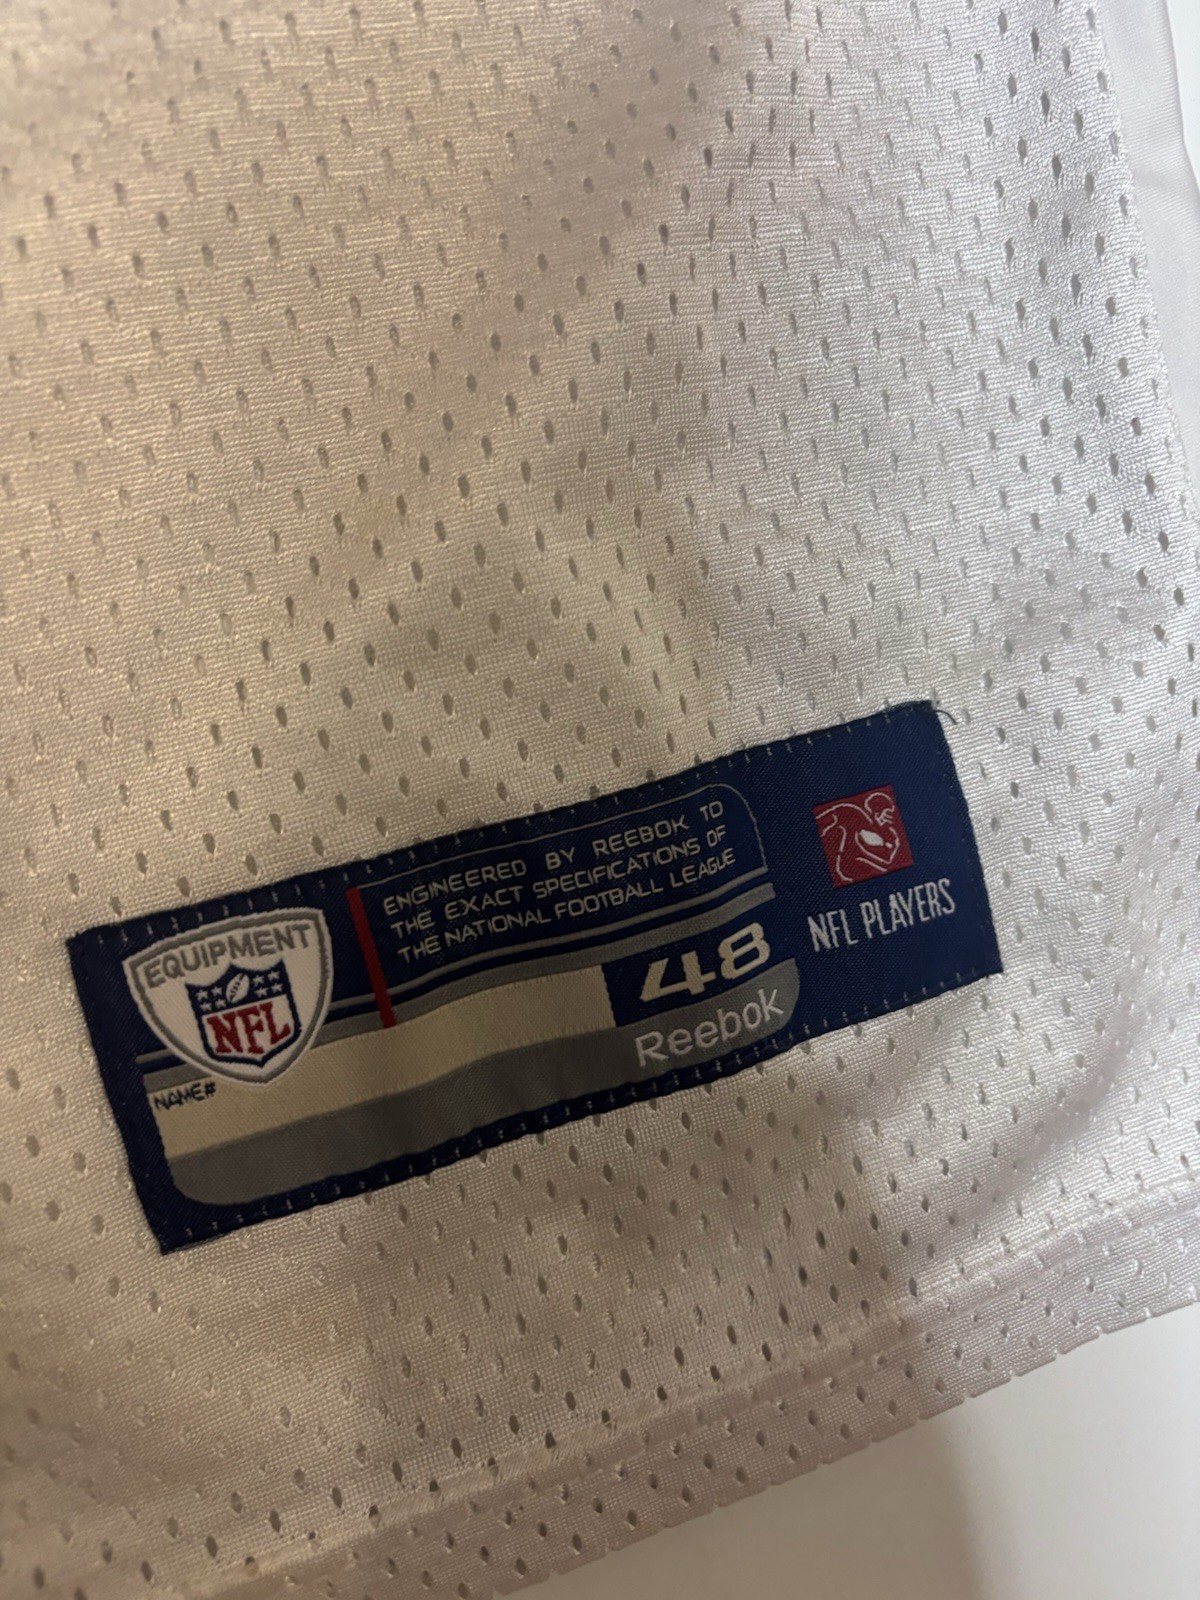 EQUIPMENT
NFL
NAME#
ENGINEERED BY REEBOK TO
THE EXACT SPECIFICATIONS OF
THE NATIONAL FOOTBALL LEAGUE
48
Reebok
NFL PLAYERS